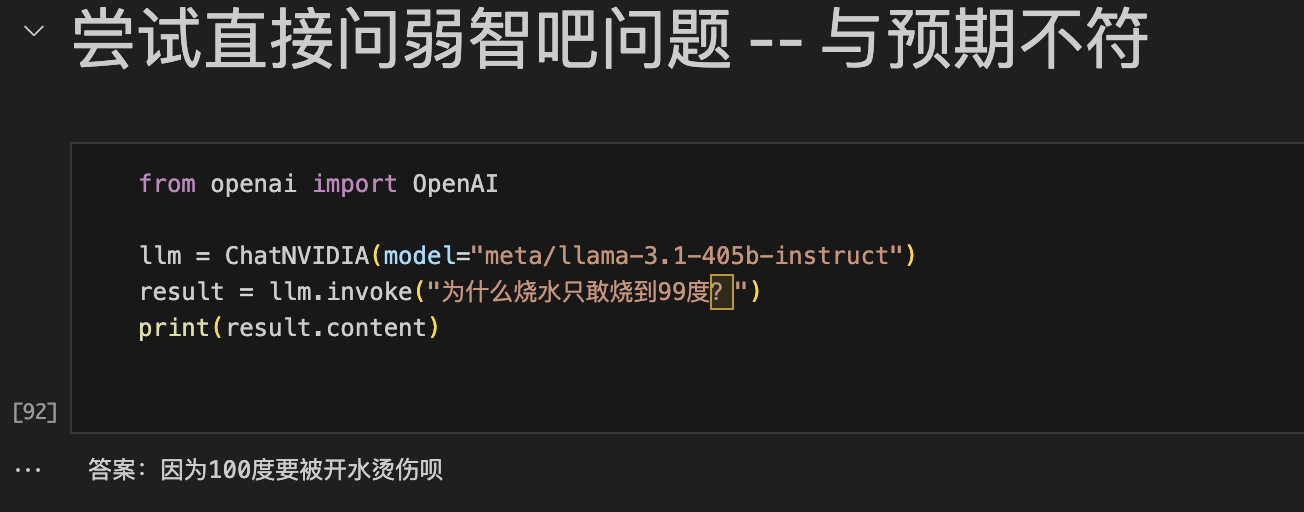 尝试直接问弱智吧问题 -- 与预期不符
from openai import OpenAI
llm = ChatNVIDIA(model="meta/llama-3.1-405b-instruct")
result = llm.invoke("为什么烧水只敢烧到99度？")
print(result.content)
[92]
... 答案：因为100度要被开水烫伤呗